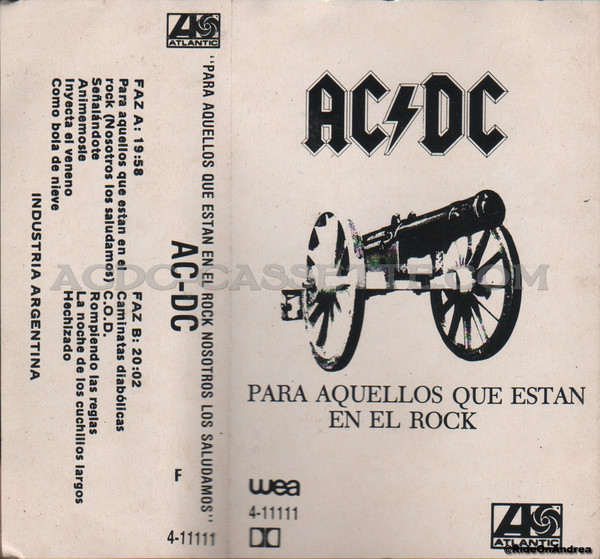 ATLANTIC
FAZ A: 19:58
Para aquellos que estan en el
rock (Nosotros los saludamos)
Señalándote
Animemosle
Inyecta el veneno
Como bola de nieve
FAZ B: 20:02
Caminatas diabólicas
C.O.D.
Rompiendo las reglas
La noche de los cuchillos largos
Hechizado
INDUSTRIA ARGENTINA
"PARA AQUELLOS QUE ESTAN EN EL ROCK NOSOTROS LOS SALUDAMOS"
AC-DC
F
4-11111
AC DC
PARA AQUELLOS QUE ESTAN
EN EL ROCK
wea
4-11111
ATLANTIC
ACDC-CASSETTE.COM
@RideOnAndrea